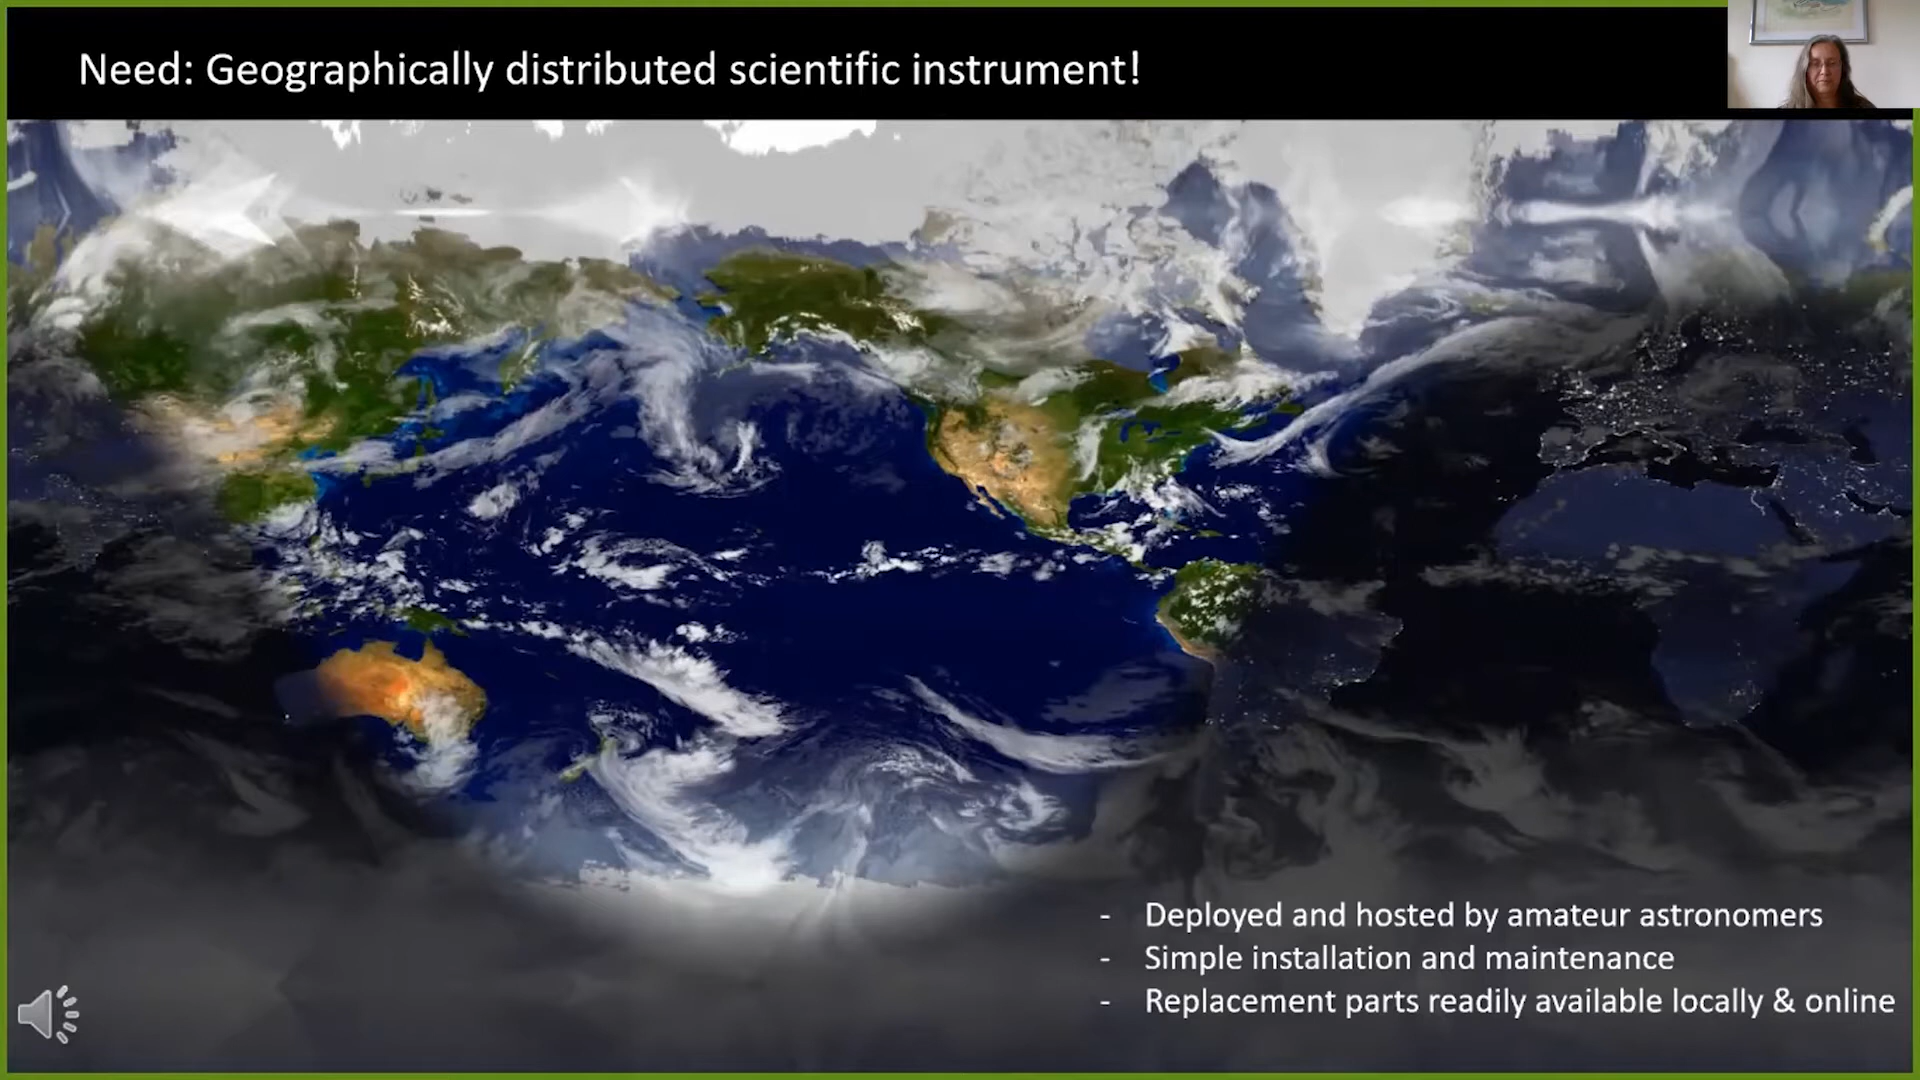 Need: Geographically distributed scientific instrument!
- Deployed and hosted by amateur astronomers
- Simple installation and maintenance
- Replacement parts readily available locally & online